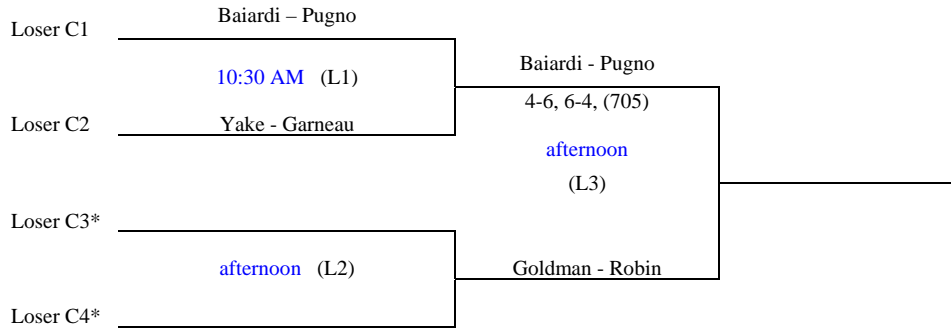 Baiardi – Pugno
Loser C1
10:30 AM (L1)
Baiardi - Pugno
4-6, 6-4, (705)
Loser C2
Yake - Garneau
afternoon
(L3)
Loser C3*
afternoon (L2)
Goldman - Robin
Loser C4*